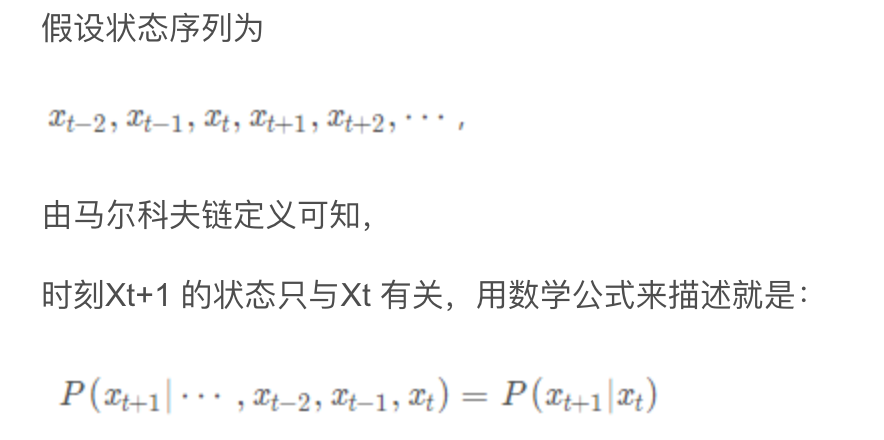 假设状态序列为
x_{t-2}, x_{t-1}, x_t, x_{t+1}, x_{t+2}, ⋯ ,
由马尔科夫链定义可知，
时刻Xt+1 的状态只与Xt 有关，用数学公式来描述就是：
P(x_{t+1}|⋯ , x_{t-2}, x_{t-1}, x_t) = P(x_{t+1}|x_t)